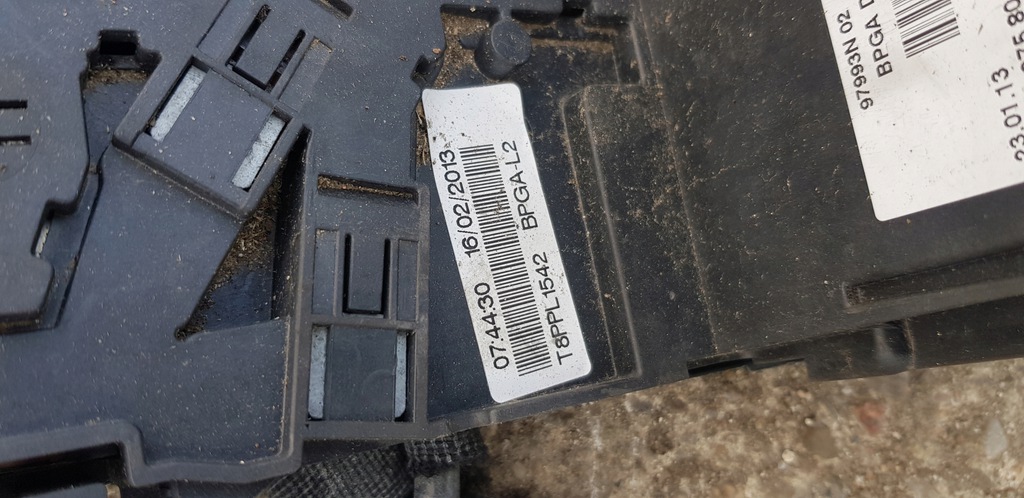 07:44:30 16/02/2013
T8PPL1542 BPGA-L2
97993N 02
BPGA
23.01.13